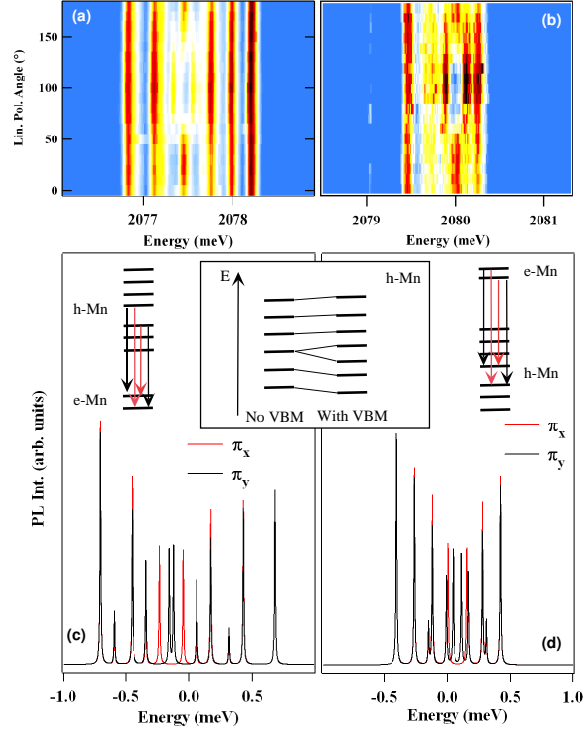 (a)
(b)
Lin. Pol. Angle (°)
150
100
50
0
2077
2078
2079
2080
2081
Energy (meV)
Energy (meV)
h-Mn
e-Mn
E
h-Mn
No VBM
With VBM
e-Mn
h-Mn
πx
πy
πx
πy
PL Int. (arb. units)
(c)
(d)
-1.0
-0.5
0.0
0.5
-0.5
0.0
0.5
1.0
Energy (meV)
Energy (meV)